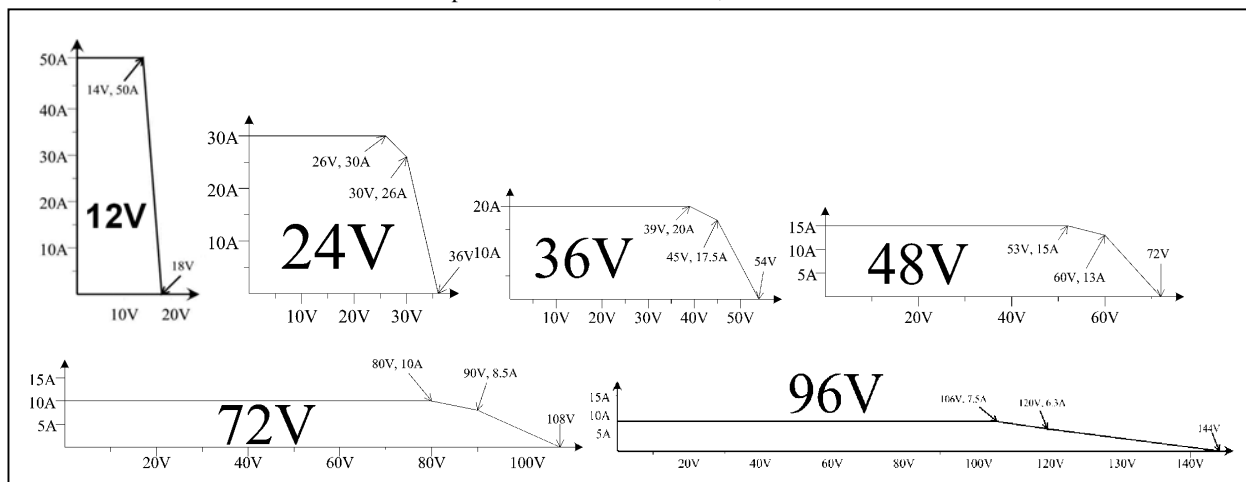 50A
14V, 50A
40A
30A
20A
12V
10A
18V
10V 20V
30A
26V, 30A
30V, 26A
20A
24V
10A
36V
10V 20V 30V
20A
39V, 20A
45V, 17.5A
36V
10A
54V
10V 20V 30V 40V 50V
15A
53V, 15A
60V, 13A
10A
48V
5A
72V
20V 40V 60V
80V, 10A
90V, 8.5A
15A
10A
72V
5A
108V
20V 40V 60V 80V 100V
96V
106V, 7.5A
120V, 6.3A
15A
10A
5A
144V
20V 40V 60V 80V 100V 120V 130V 140V